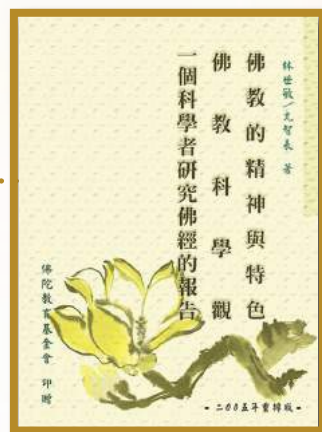 林世敏/尤智表 著
佛教的精神與特色
佛教科學觀
一個科學者研究佛經的報告
佛陀教育基金會 印贈
-二00五年重排版-